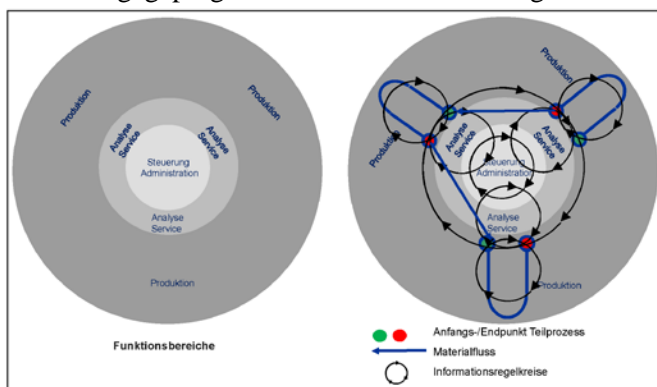 Produktion
Produktion
Analyse
Service
Analyse
Service
Steuerung
Administration
Analyse
Service
Produktion
Funktionsbereiche
Produktion
Produktion
Analyse
Service
Analyse
Service
Steuerung
Administration
Analyse
Service
Produktion
Anfangs-/Endpunkt Teilprozess
Materialfluss
Informationsregelkreise